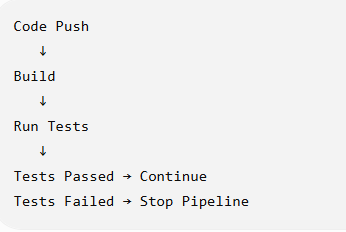 Code Push
↓
Build
↓
Run Tests
↓
Tests Passed → Continue
Tests Failed → Stop Pipeline